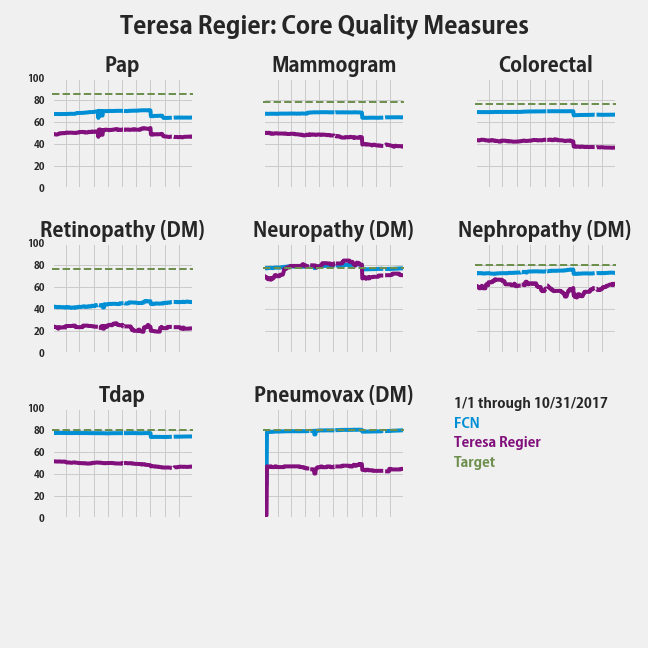 Teresa Regier: Core Quality Measures
Pap
Mammogram
Colorectal
100
80
60
40
20
0
Retinopathy (DM)
Neuropathy (DM)
Nephropathy (DM)
100
80
60
40
20
0
Tdap
Pneumovax (DM)
100
80
60
40
20
0
1/1 through 10/31/2017
FCN
Teresa Regier
Target